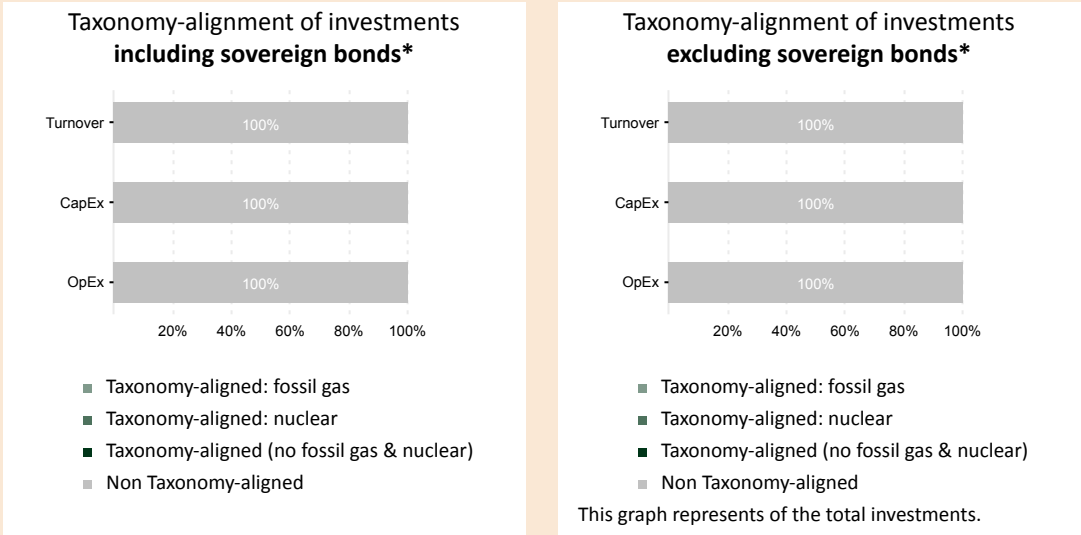 Taxonomy-alignment of investments
including sovereign bonds*
Turnover
100%
CapEx
100%
OpEx
100%
20% 40% 60% 80% 100%
Taxonomy-aligned: fossil gas
Taxonomy-aligned: nuclear
Taxonomy-aligned (no fossil gas & nuclear)
Non Taxonomy-aligned
Taxonomy-alignment of investments
excluding sovereign bonds*
Turnover
100%
CapEx
100%
OpEx
100%
20% 40% 60% 80% 100%
Taxonomy-aligned: fossil gas
Taxonomy-aligned: nuclear
Taxonomy-aligned (no fossil gas & nuclear)
Non Taxonomy-aligned
This graph represents of the total investments.